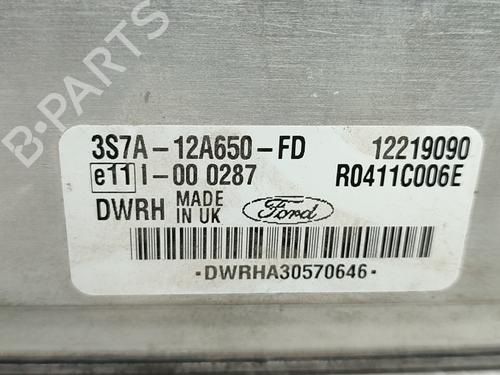 B-PARTS
3S7A-12A650-FD 12219090
e11 I-00 0287 R0411C006E
DWRH MADE IN UK Ford
-DWRHA30570646-